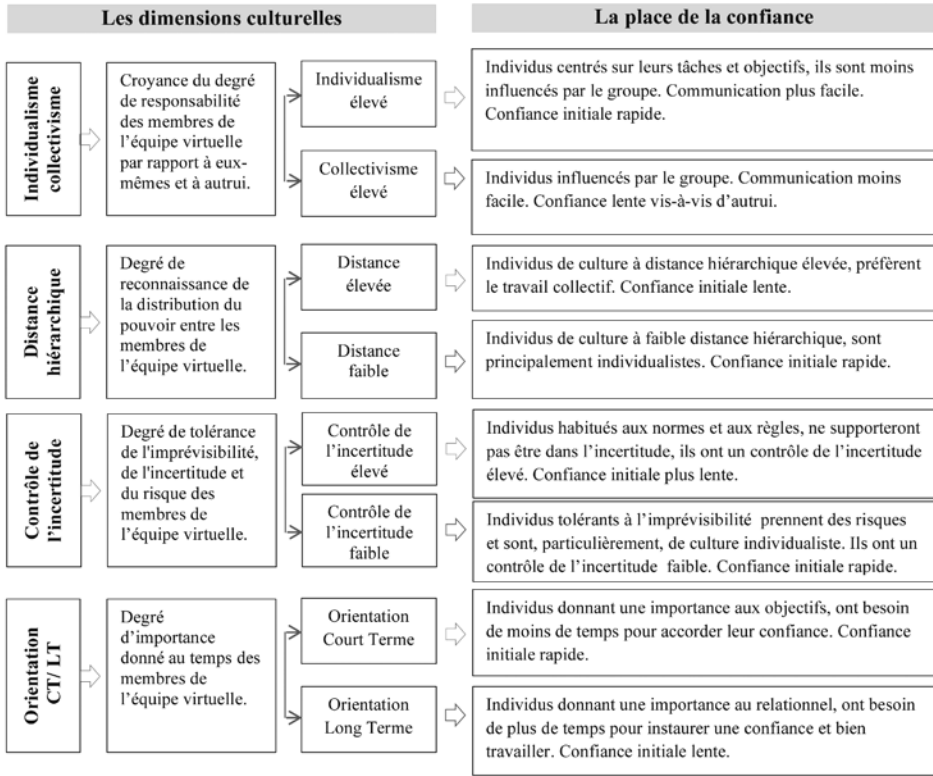 Les dimensions culturelles
La place de la confiance
Individualisme
collectivisme
Croyance du degré
de responsabilité
des membres de
l’équipe virtuelle
par rapport à eux-
mêmes et à autrui.
Individualisme
élevé
Individus centrés sur leurs tâches et objectifs, ils sont moins
influencés par le groupe. Communication plus facile.
Confiance initiale rapide.
Collectivisme
élevé
Individus influencés par le groupe. Communication moins
facile. Confiance lente vis-à-vis d’autrui.
Distance
hiérarchique
Degré de
reconnaissance de
la distribution du
pouvoir entre les
membres de
l’équipe virtuelle.
Distance
élevée
Individus de culture à distance hiérarchique élevée, préfèrent
le travail collectif. Confiance initiale lente.
Distance
faible
Individus de culture à faible distance hiérarchique, sont
principalement individualistes. Confiance initiale rapide.
Contrôle de
l’incertitude
Degré de tolérance
de l'imprévisibilité,
de l'incertitude et
du risque des
membres de
l’équipe virtuelle.
Contrôle de
l’incertitude
élevé
Individus habitués aux normes et aux règles, ne supporteront
pas être dans l’incertitude, ils ont un contrôle de l’incertitude
élevé. Confiance initiale plus lente.
Contrôle de
l’incertitude
faible
Individus tolérants à l’imprévisibilité prennent des risques
et sont, particulièrement, de culture individualiste. Ils ont un
contrôle de l’incertitude faible. Confiance initiale rapide.
Orientation
CT/ LT
Degré
d’importance
donné au temps des
membres de
l’équipe virtuelle.
Orientation
Court Terme
Individus donnant une importance aux objectifs, ont besoin
de moins de temps pour accorder leur confiance. Confiance
initiale rapide.
Orientation
Long Terme
Individus donnant une importance au relationnel, ont besoin
de plus de temps pour instaurer une confiance et bien
travailler. Confiance initiale lente.